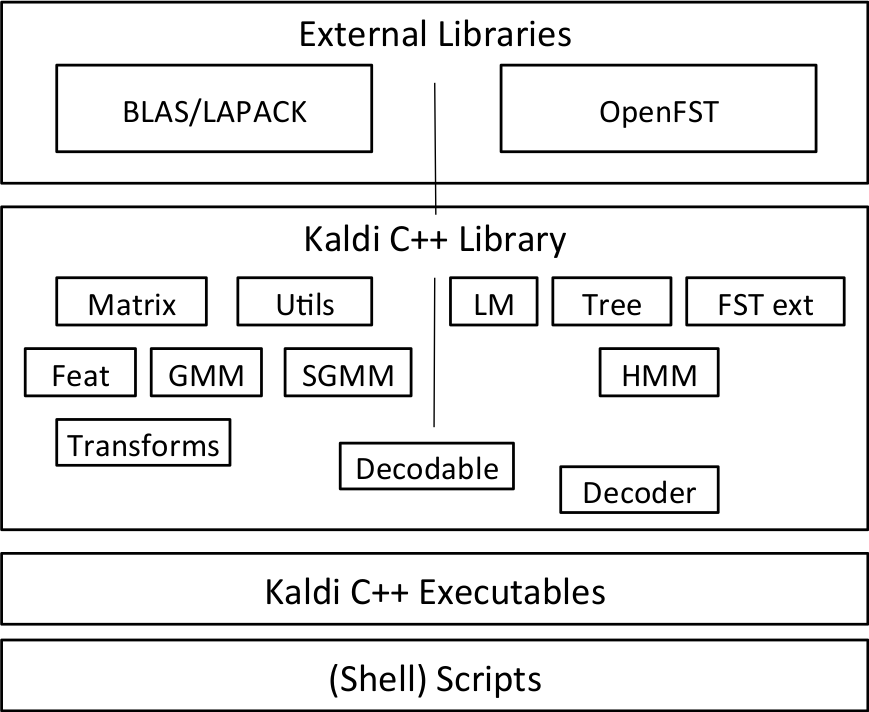 External Libraries
BLAS/LAPACK
OpenFST
Kaldi C++ Library
Matrix
Utils
LM
Tree
FST ext
Feat
GMM
SGMM
HMM
Transforms
Decodable
Decoder
Kaldi C++ Executables
(Shell) Scripts